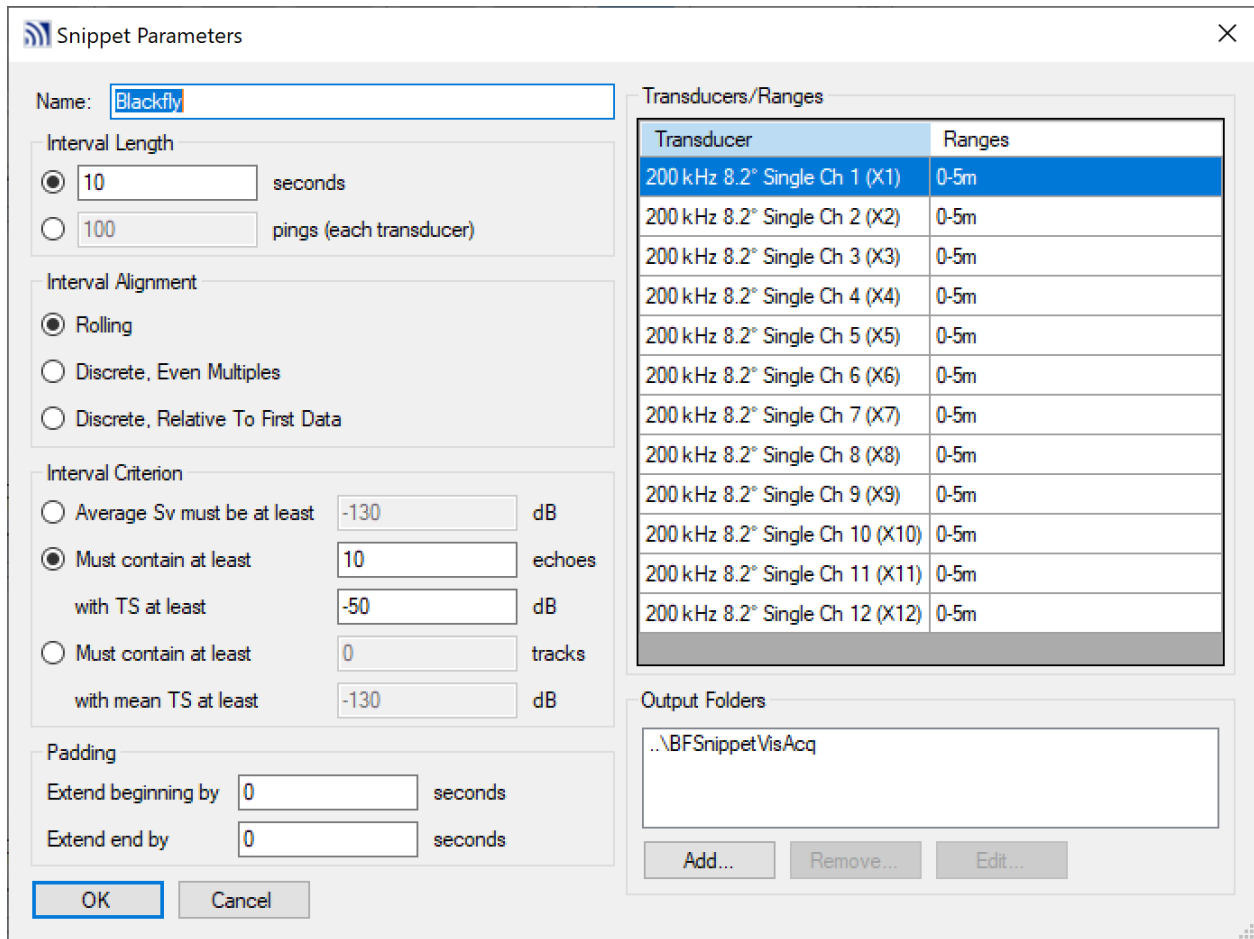 Snippet Parameters
Name: Blackfly
Interval Length
10 seconds
100 pings (each transducer)
Interval Alignment
Rolling
Discrete, Even Multiples
Discrete, Relative To First Data
Interval Criterion
Average Sv must be at least -130 dB
Must contain at least 10 echoes
with TS at least -50 dB
Must contain at least 0 tracks
with mean TS at least -130 dB
Padding
Extend beginning by 0 seconds
Extend end by 0 seconds
OK Cancel
Transducers/Ranges
Transducer Ranges
200 kHz 8.2° Single Ch 1 (X1) 0-5m
200 kHz 8.2° Single Ch 2 (X2) 0-5m
200 kHz 8.2° Single Ch 3 (X3) 0-5m
200 kHz 8.2° Single Ch 4 (X4) 0-5m
200 kHz 8.2° Single Ch 5 (X5) 0-5m
200 kHz 8.2° Single Ch 6 (X6) 0-5m
200 kHz 8.2° Single Ch 7 (X7) 0-5m
200 kHz 8.2° Single Ch 8 (X8) 0-5m
200 kHz 8.2° Single Ch 9 (X9) 0-5m
200 kHz 8.2° Single Ch 10 (X10) 0-5m
200 kHz 8.2° Single Ch 11 (X11) 0-5m
200 kHz 8.2° Single Ch 12 (X12) 0-5m
Output Folders
..\BFSnippetVisAcq
Add... Remove... Edit...